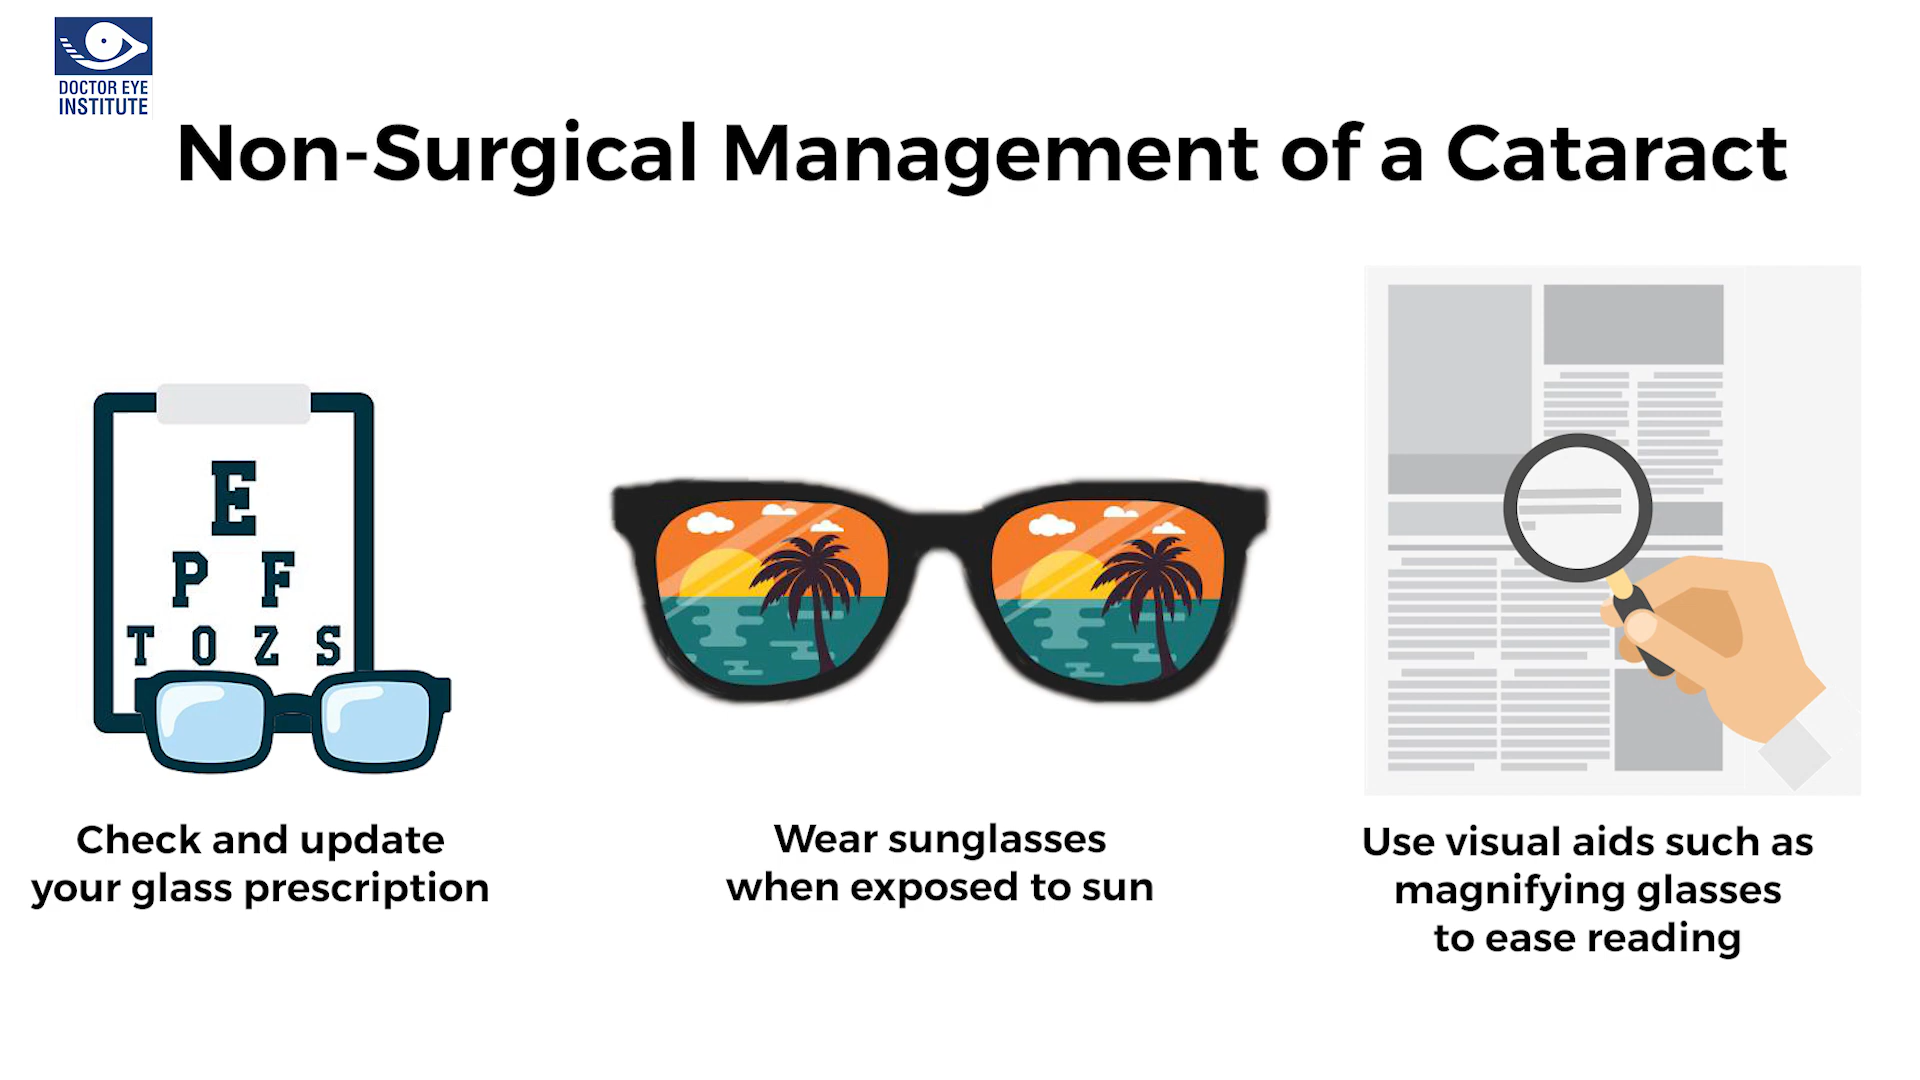 DOCTOR EYE
INSTITUTE
Non-Surgical Management of a Cataract
E
P F
T O Z S
Check and update
your glass prescription
Wear sunglasses
when exposed to sun
Use visual aids such as
magnifying glasses
to ease reading